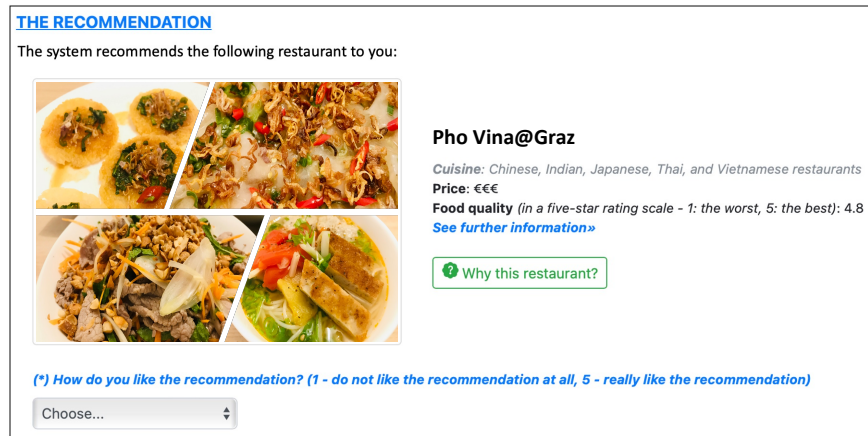 THE RECOMMENDATION
The system recommends the following restaurant to you:
Pho Vina@Graz
Cuisine: Chinese, Indian, Japanese, Thai, and Vietnamese restaurants
Price: €€€
Food quality (in a five-star rating scale - 1: the worst, 5: the best): 4.8
See further information»
? Why this restaurant?
(*) How do you like the recommendation? (1 - do not like the recommendation at all, 5 - really like the recommendation)
Choose...